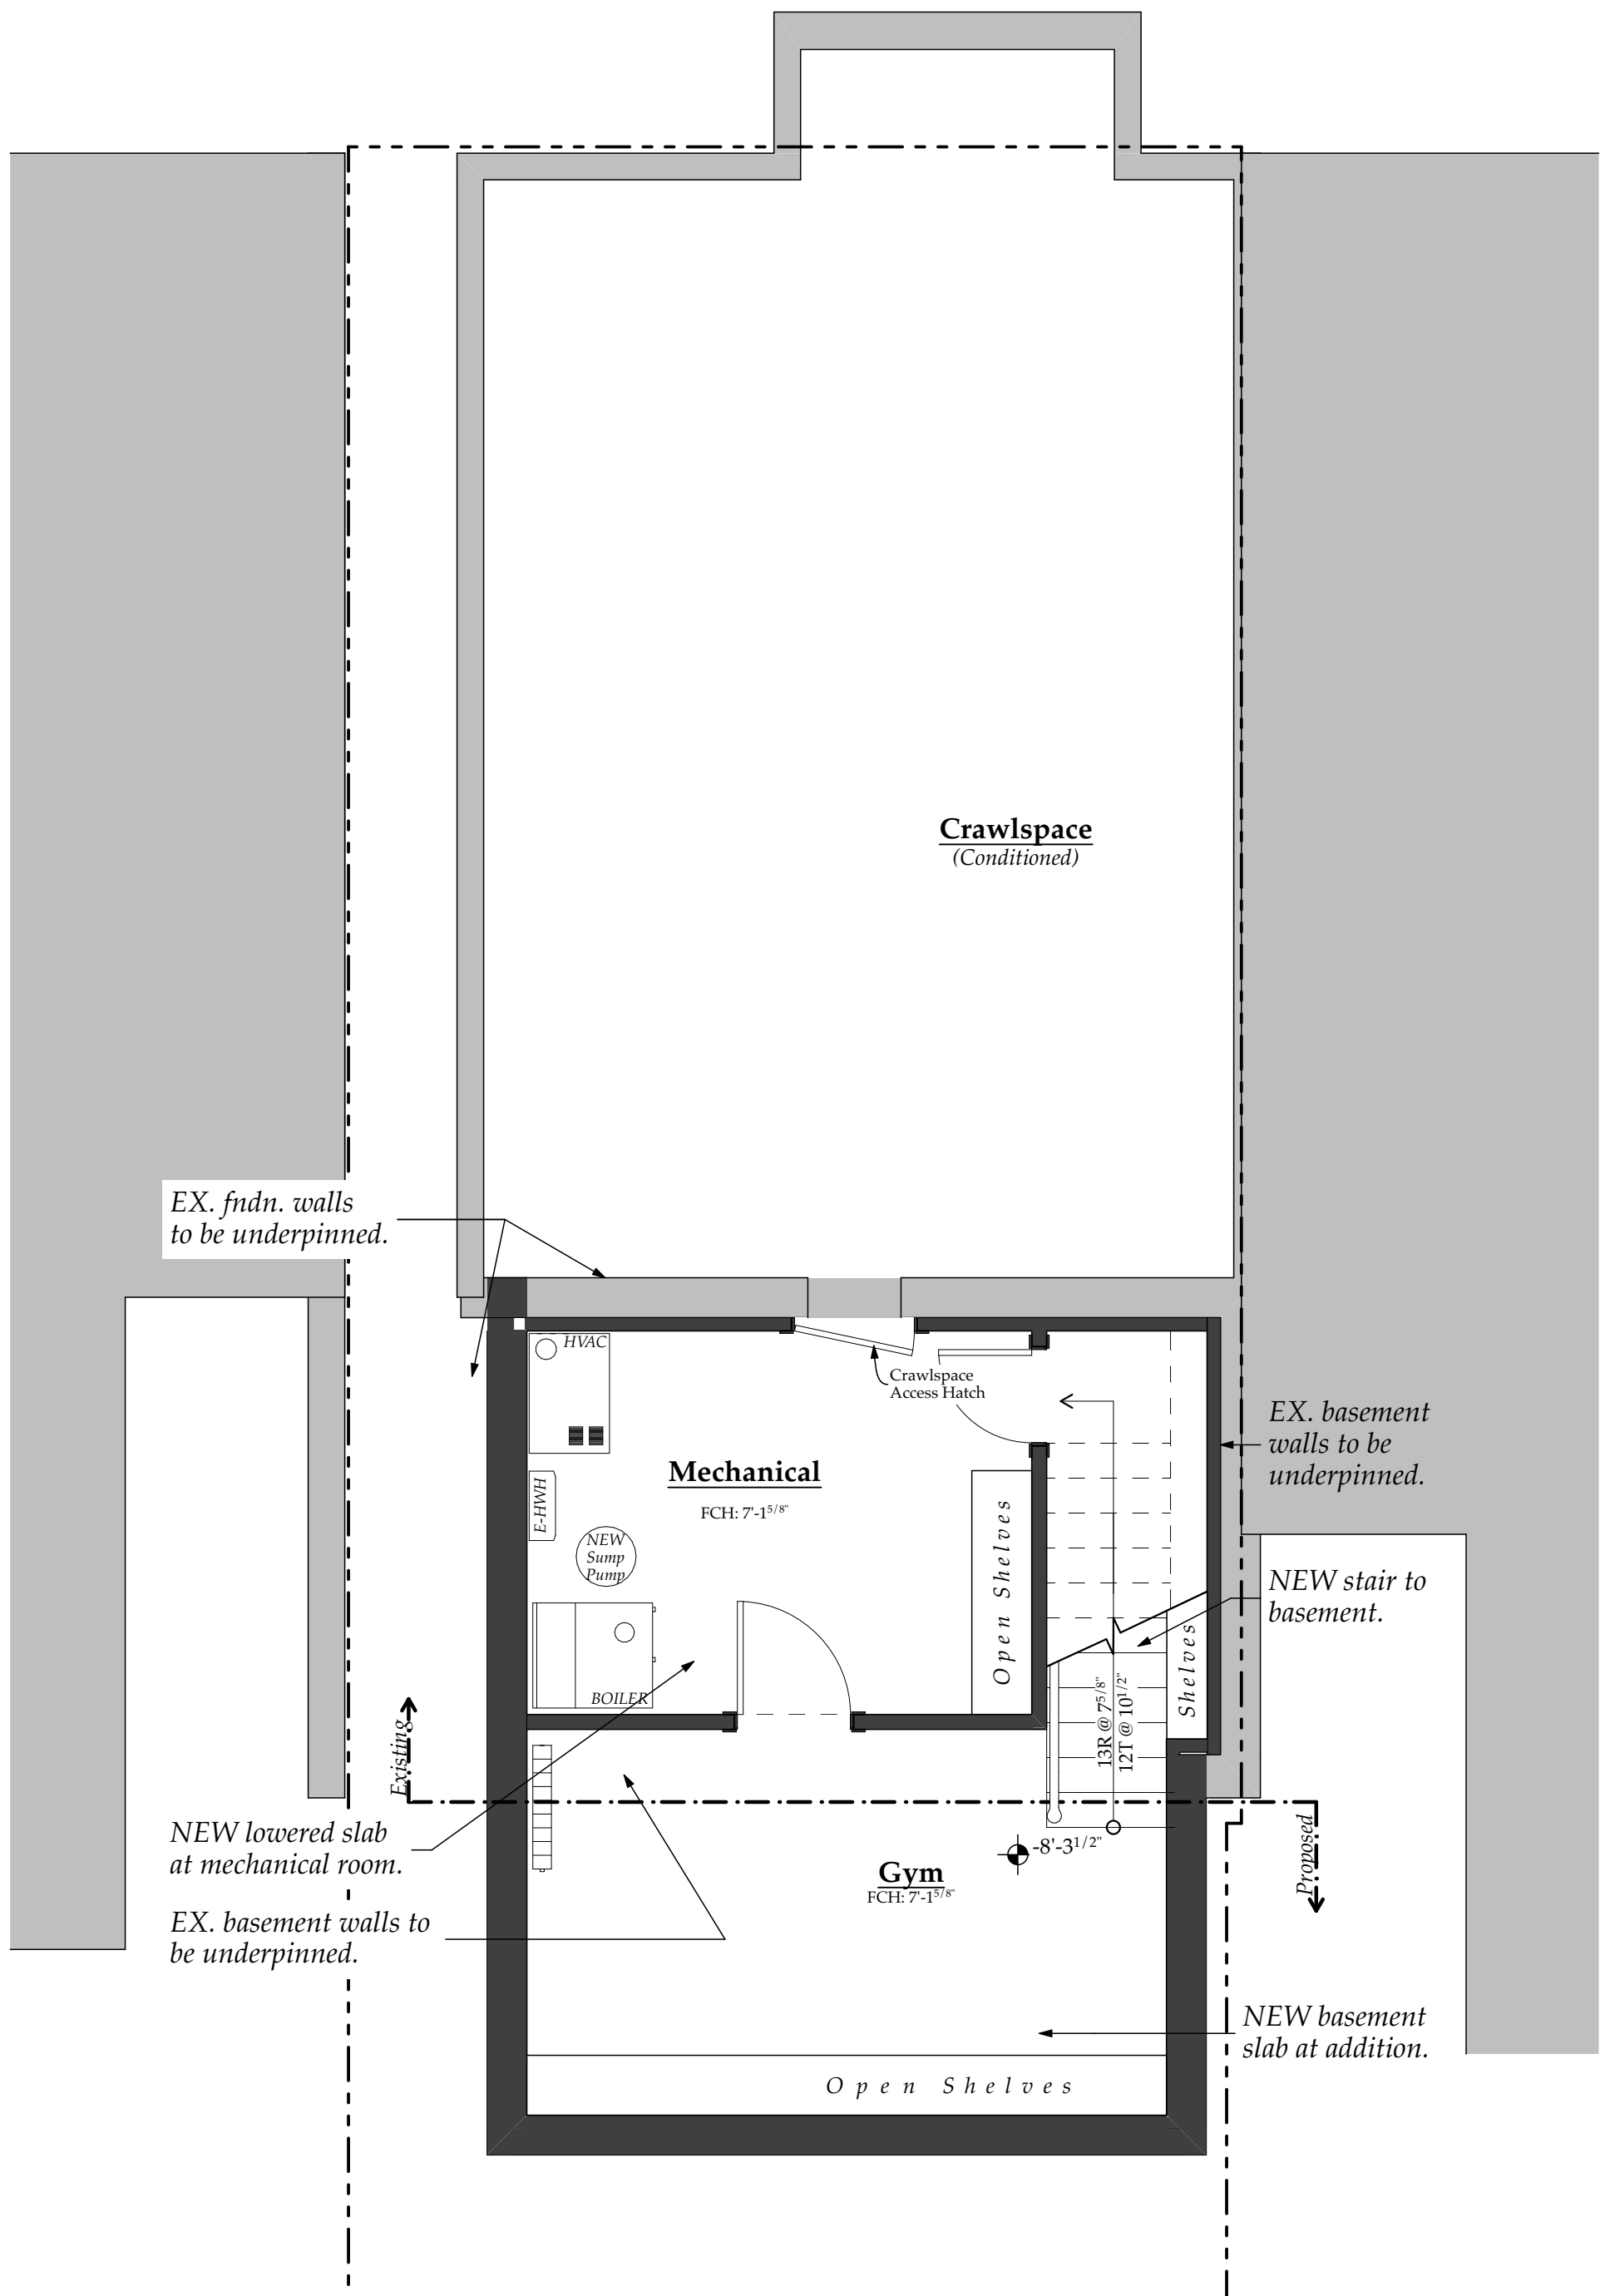 Crawlspace
(Conditioned)
EX. fndn. walls
to be underpinned.
HVAC
Crawlspace
Access Hatch
EX. basement
walls to be
underpinned.
Mechanical
FCH: 7'-1 5/8"
E-HWH
NEW
Sump
Pump
Open Shelves
NEW stair to
basement.
Shelves
BOILER
13R @ 7 5/8"
12T @ 10 1/2"
Existing
Proposed
NEW lowered slab
at mechanical room.
-8'-3 1/2"
Gym
FCH: 7'-1 5/8"
EX. basement walls to
be underpinned.
NEW basement
slab at addition.
Open Shelves